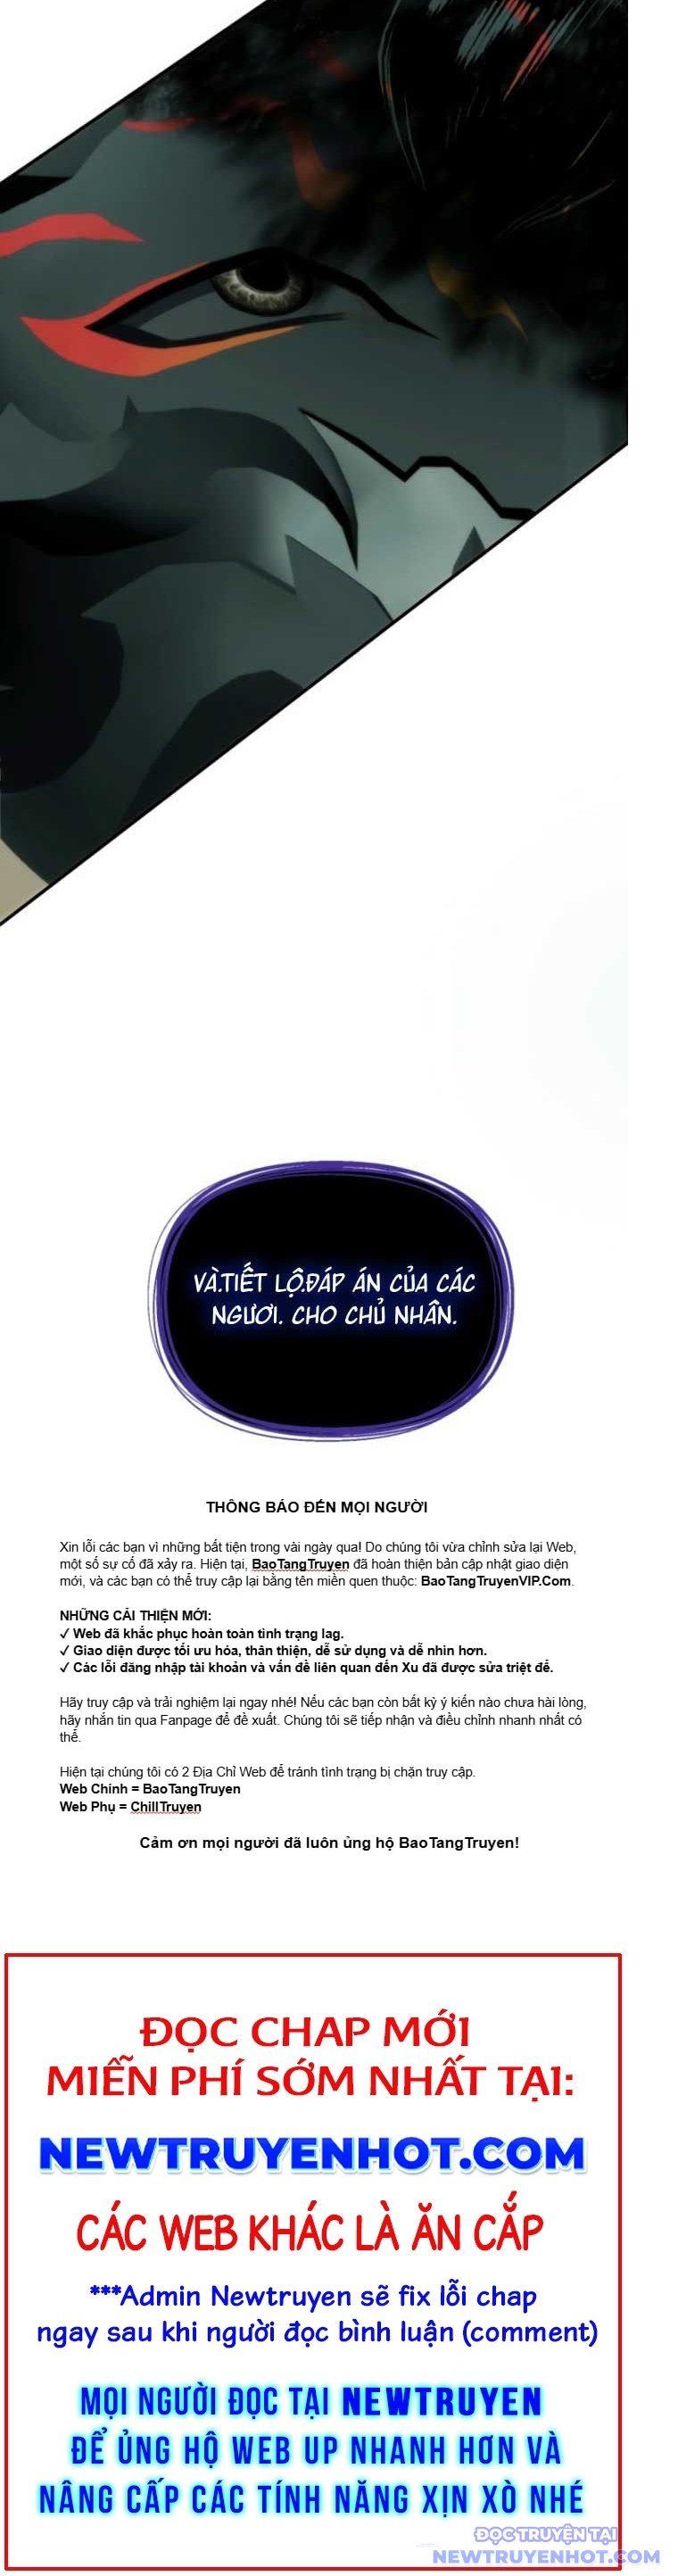 VÀ.TIẾT LỘ.ĐÁP ÁN CỦA CÁC
NGƯƠI. CHO CHỦ NHÂN.
THÔNG BÁO ĐẾN MỌI NGƯỜI
Xin lỗi các bạn vì những bất tiện trong vài ngày qua! Do chúng tôi vừa chỉnh sửa lại Web,
một số sự cố đã xảy ra. Hiện tại, BaoTangTruyen đã hoàn thiện bản cập nhật giao diện
mới, và các bạn có thể truy cập lại bằng tên miền quen thuộc: BaoTangTruyenVIP.Com.
NHỮNG CẢI THIỆN MỚI:
✓ Web đã khắc phục hoàn toàn tình trạng lag.
✓ Giao diện được tối ưu hóa, thân thiện, dễ sử dụng và dễ nhìn hơn.
✓ Các lỗi đăng nhập tài khoản và vấn đề liên quan đến Xu đã được sửa triệt để.
Hãy truy cập và trải nghiệm lại ngay nhé! Nếu các bạn còn bất kỳ ý kiến nào chưa hài lòng,
hãy nhắn tin qua Fanpage để đề xuất. Chúng tôi sẽ tiếp nhận và điều chỉnh nhanh nhất có
thể.
Hiện tại chúng tôi có 2 Địa Chỉ Web để tránh tình trạng bị chặn truy cập.
Web Chính = BaoTangTruyen
Web Phụ = ChillTruyen
Cảm ơn mọi người đã luôn ủng hộ BaoTangTruyen!
ĐỌC CHAP MỚI
MIỄN PHÍ SỚM NHẤT TẠI:
NEWTRUYENHOT.COM
CÁC WEB KHÁC LÀ ĂN CẮP
***Admin Newtruyen sẽ fix lỗi chap
ngay sau khi người đọc bình luận (comment)
MỌI NGƯỜI ĐỌC TẠI NEWTRUYEN
ĐỂ ỦNG HỘ WEB UP NHANH HƠN VÀ
NÂNG CẤP CÁC TÍNH NĂNG XỊN XÒ NHÉ
ĐỌC TRUYỆN TẠI
NEWTRUYENHOT.COM